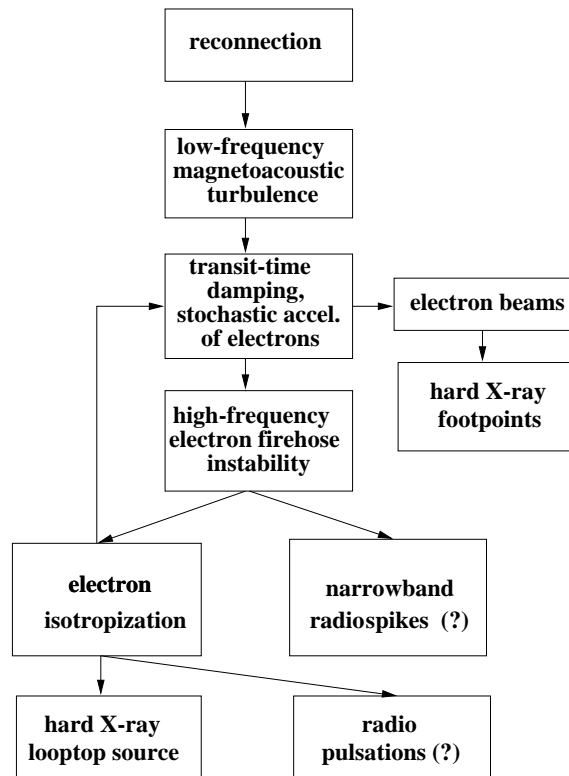 reconnection
low-frequency
magnetoacoustic
turbulence
transit-time
damping,
stochastic accel.
of electrons
electron beams
hard X-ray
footpoints
high-frequency
electron firehose
instability
electron
isotropization
narrowband
radiospikes (?)
hard X-ray
looptop source
radio
pulsations (?)